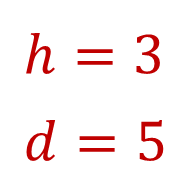 h = 3
d = 5